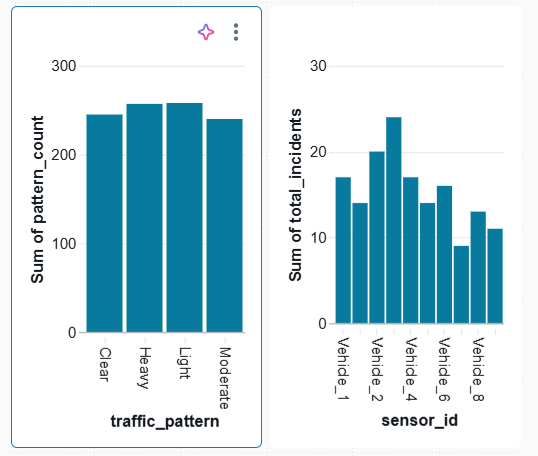 300
200
100
0
Sum of pattern_count
Clear
Heavy
Light
Moderate
traffic_pattern
30
20
10
0
Sum of total_incidents
Vehicle_1
Vehicle_2
Vehicle_4
Vehicle_6
Vehicle_8
sensor_id